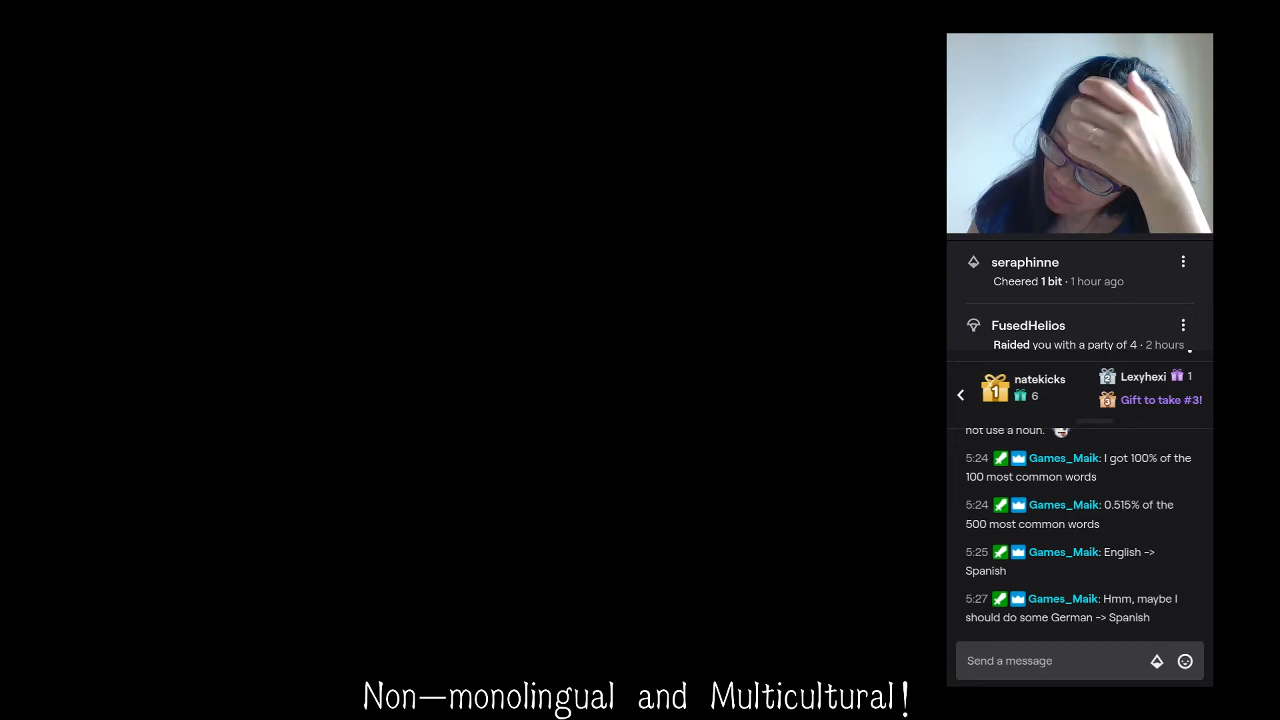 seraphinne
Cheered 1 bit · 1 hour ago
FusedHelios
Raided you with a party of 4 · 2 hours
1
natekicks
6
2 Lexyhexi 1
3 Gift to take #3!
not use a noun.
5:24 Games_Maik: I got 100% of the
100 most common words
5:24 Games_Maik: 0.515% of the
500 most common words
5:25 Games_Maik: English ->
Spanish
5:27 Games_Maik: Hmm, maybe I
should do some German -> Spanish
Send a message
Non-monolingual and Multicultural!